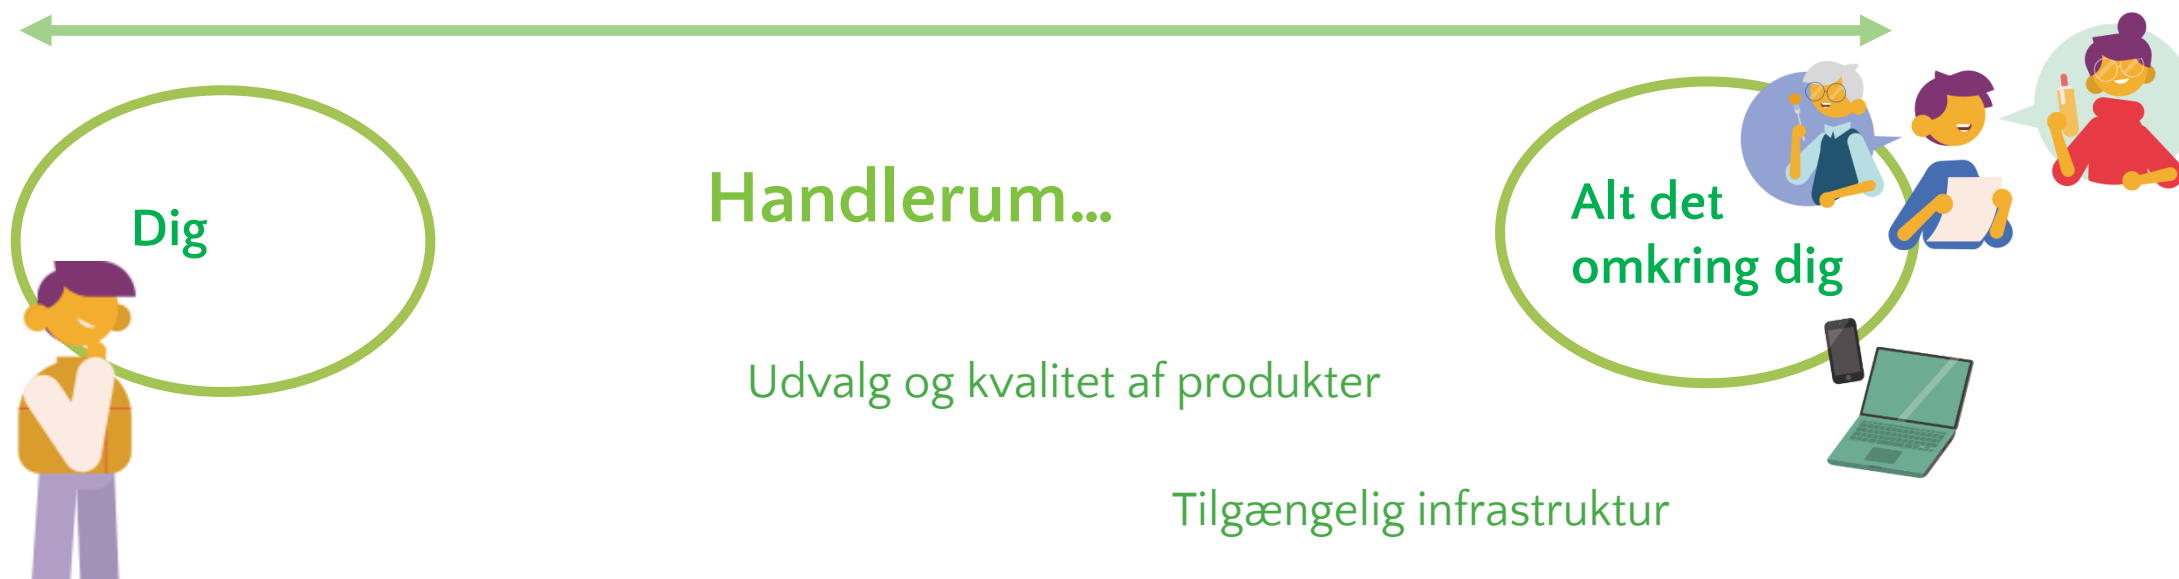 Dig
Handlerum...
Alt det
omkring dig
Udvalg og kvalitet af produkter
Tilgængelig infrastruktur